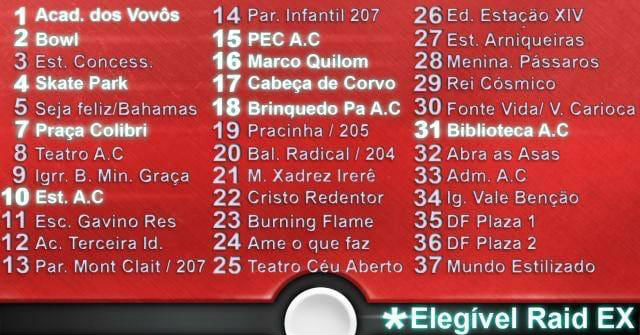 1 Acad. dos Vovôs
2 Bowl
3 Est. Concess.
4 Skate Park
5 Seja feliz/Bahamas
7 Praça Colibri
8 Teatro A.C
9 Igrr. B. Min. Graça
10 Est. A.C
11 Esc. Gavino Res
12 Ac. Terceira Id.
13 Par. Mont Clait / 207
14 Par. Infantil 207
15 PEC A.C
16 Marco Quilom
17 Cabeça de Corvo
18 Brinquedo Pa A.C
19 Pracinha / 205
20 Bal. Radical / 204
21 M. Xadrez Irerê
22 Cristo Redentor
23 Burning Flame
24 Ame o que faz
25 Teatro Céu Aberto
26 Ed. Estação XIV
27 Est. Arniqueiras
28 Menina. Pássaros
29 Rei Cósmico
30 Fonte Vida/ V. Carioca
31 Biblioteca A.C
32 Abra as Asas
33 Adm. A.C
34 Ig. Vale Benção
35 DF Plaza 1
36 DF Plaza 2
37 Mundo Estilizado
*Elegível Raid EX